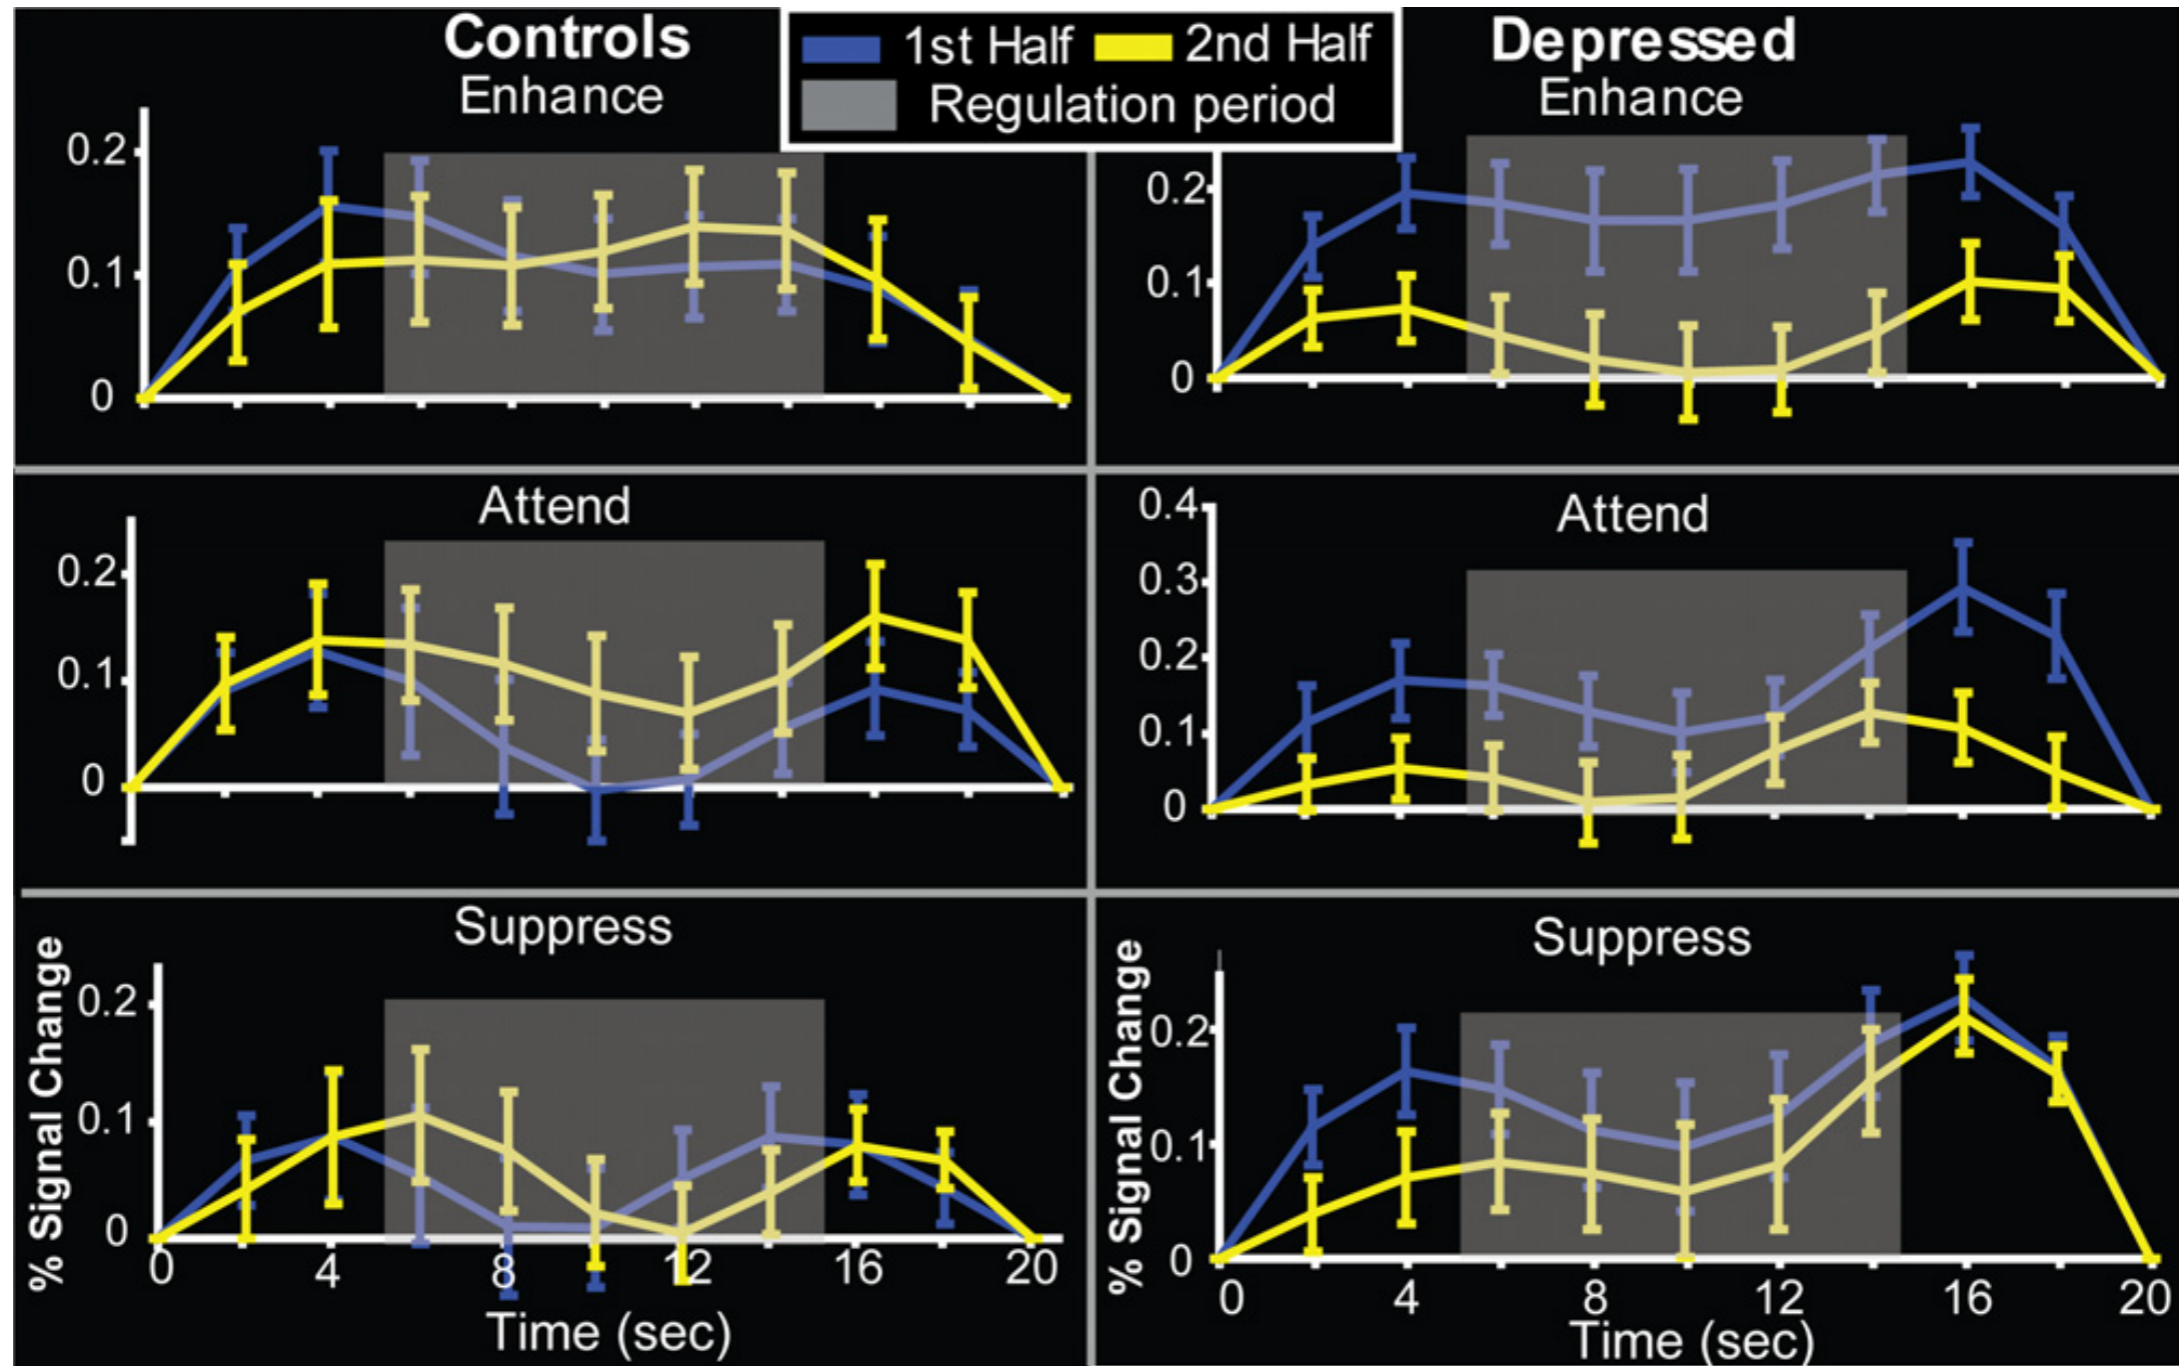 Controls
Enhance
1st Half 2nd Half
Regulation period
Depressed
Enhance
0.2
0.1
0
0.2
0.1
0
Attend
0.2
0.1
0
Attend
0.4
0.3
0.2
0.1
0
Suppress
% Signal Change
0.2
0.1
0
0 4 8 12 16 20
Time (sec)
Suppress
% Signal Change
0.2
0.1
0
0 4 8 12 16 20
Time (sec)